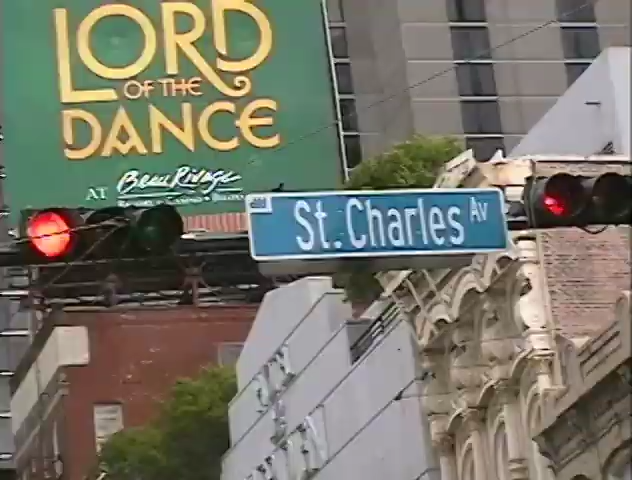 LORD
OF THE
DANCE
AT Beau Rivage
St. Charles Av